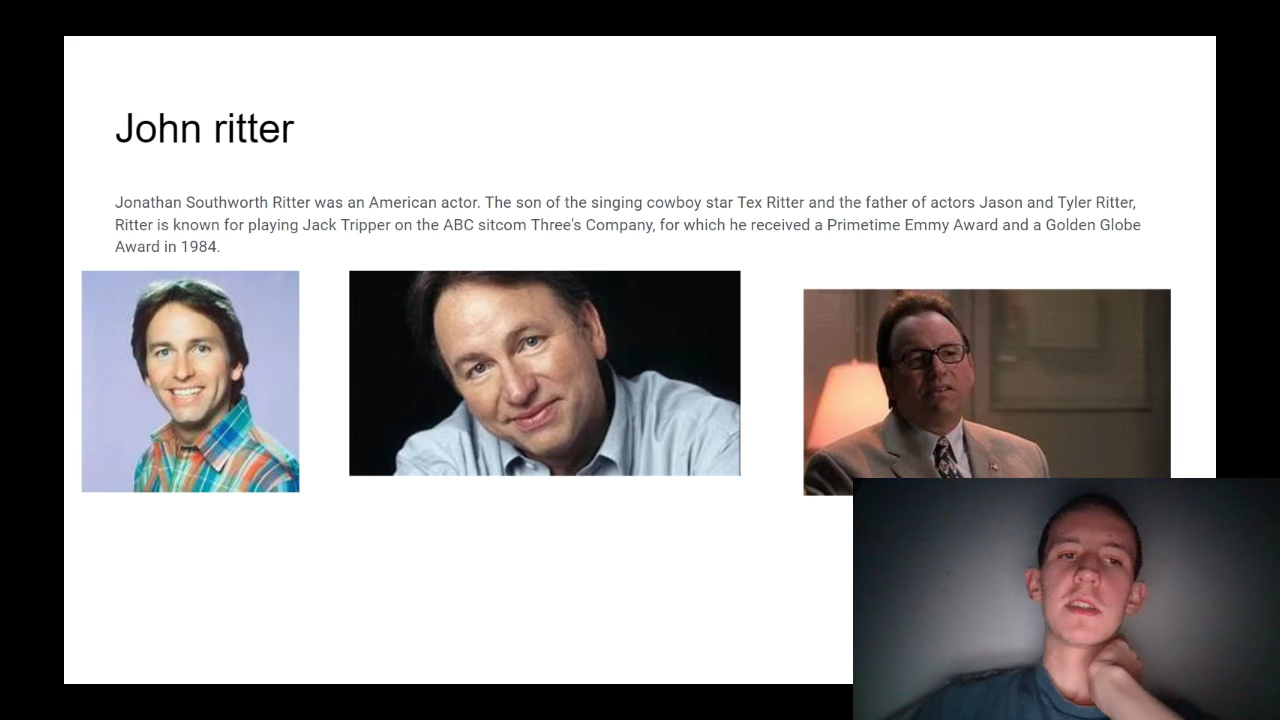 John ritter
Jonathan Southworth Ritter was an American actor. The son of the singing cowboy star Tex Ritter and the father of actors Jason and Tyler Ritter,
Ritter is known for playing Jack Tripper on the ABC sitcom Three's Company, for which he received a Primetime Emmy Award and a Golden Globe
Award in 1984.